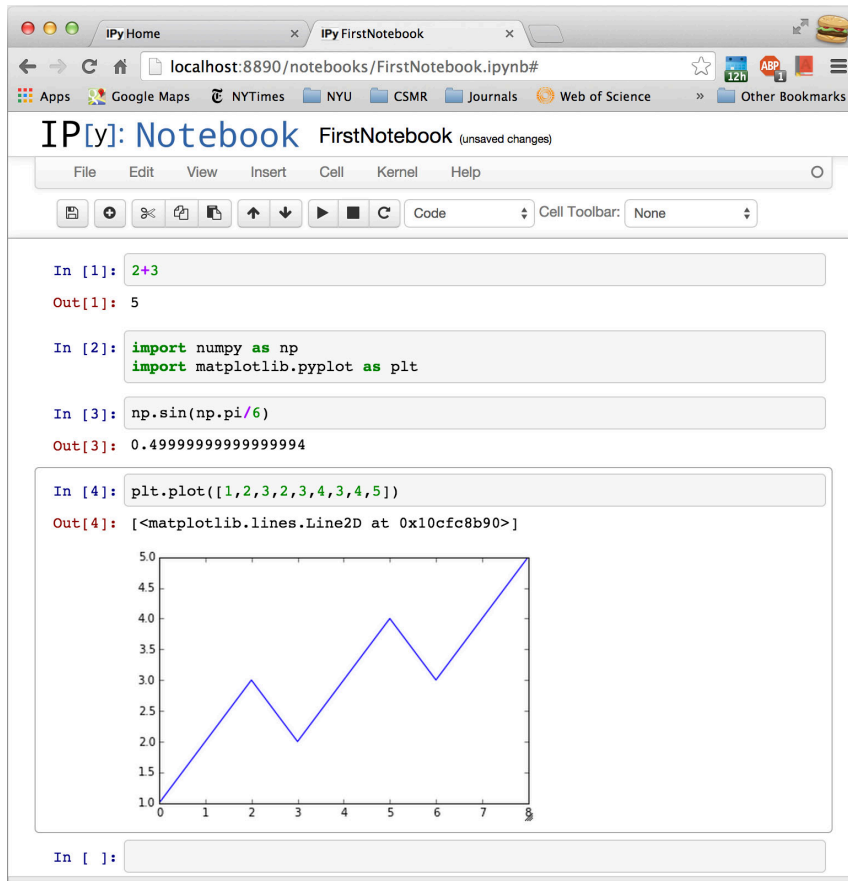 IPy Home × IPy FirstNotebook ×
localhost:8890/notebooks/FirstNotebook.ipynb# 12h ABP 1
Apps Google Maps NYTimes NYU CSMR Journals Web of Science » Other Bookmarks
IP[y]: Notebook FirstNotebook (unsaved changes)
File Edit View Insert Cell Kernel Help
Code Cell Toolbar: None
In [1]: 2+3
Out[1]: 5
In [2]: import numpy as np
import matplotlib.pyplot as plt
In [3]: np.sin(np.pi/6)
Out[3]: 0.49999999999999994
In [4]: plt.plot([1,2,3,2,3,4,3,4,5])
Out[4]: [<matplotlib.lines.Line2D at 0x10cfc8b90>]
5.0
4.5
4.0
3.5
3.0
2.5
2.0
1.5
1.0
0 1 2 3 4 5 6 7 8
In [ ]: